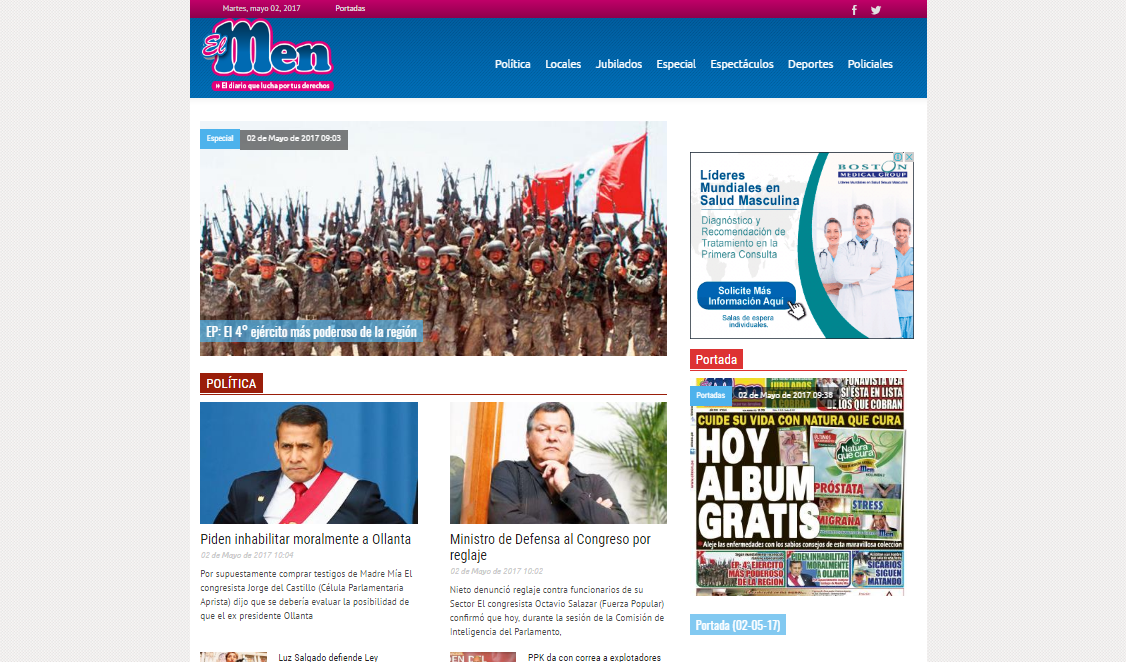 Martes, mayo 02, 2017
Portadas
El Men
» El diario que lucha por tus derechos
Política
Locales
Jubilados
Especial
Espectáculos
Deportes
Policiales
Especial
02 de Mayo de 2017 09:03
EP: El 4° ejército más poderoso de la región
Líderes
Mundiales en
Salud Masculina
BOSTON
MEDICAL GROUP
Líderes Mundiales en Salud Masculina
Diagnóstico y
Recomendación de
Tratamiento en la
Primera Consulta
Solicite Más
Información Aquí
Salas de espera
individuales.
POLÍTICA
Piden inhabilitar moralmente a Ollanta
02 de Mayo de 2017 10:04
Por supuestamente comprar testigos de Madre Mía El
congresista Jorge del Castillo (Célula Parlamentaria
Aprista) dijo que se debería evaluar la posibilidad de
que el ex presidente Ollanta
Ministro de Defensa al Congreso por
reglaje
02 de Mayo de 2017 10:02
Nieto denunció reglaje contra funcionarios de su
Sector El congresista Octavio Salazar (Fuerza Popular)
confirmó que hoy, durante la sesión de la Comisión de
Inteligencia del Parlamento,
Luz Salgado defiende Ley
PPK da con correa a explotadores
Portada
Portadas
02 de Mayo de 2017 09:38
JUBILADOS
A COBRAR
FONAVISTA VEA
SI ESTA EN LISTA
DE LOS QUE COBRAN
CUIDE SU VIDA CON NATURA QUE CURA
HOY
ALBUM
GRATIS
Natura
que cura
PRÓSTATA
STRESS
MIGRAÑA
Aleje las enfermedades con los sabios consejos de esta maravillosa colección
EP: 4° EJERCITO
MAS PODEROSO
DE LA REGION
PIDEN INHABILITAR
MORALMENTE
A OLLANTA
SICARIOS
SIGUEN
MATANDO
Portada (02-05-17)